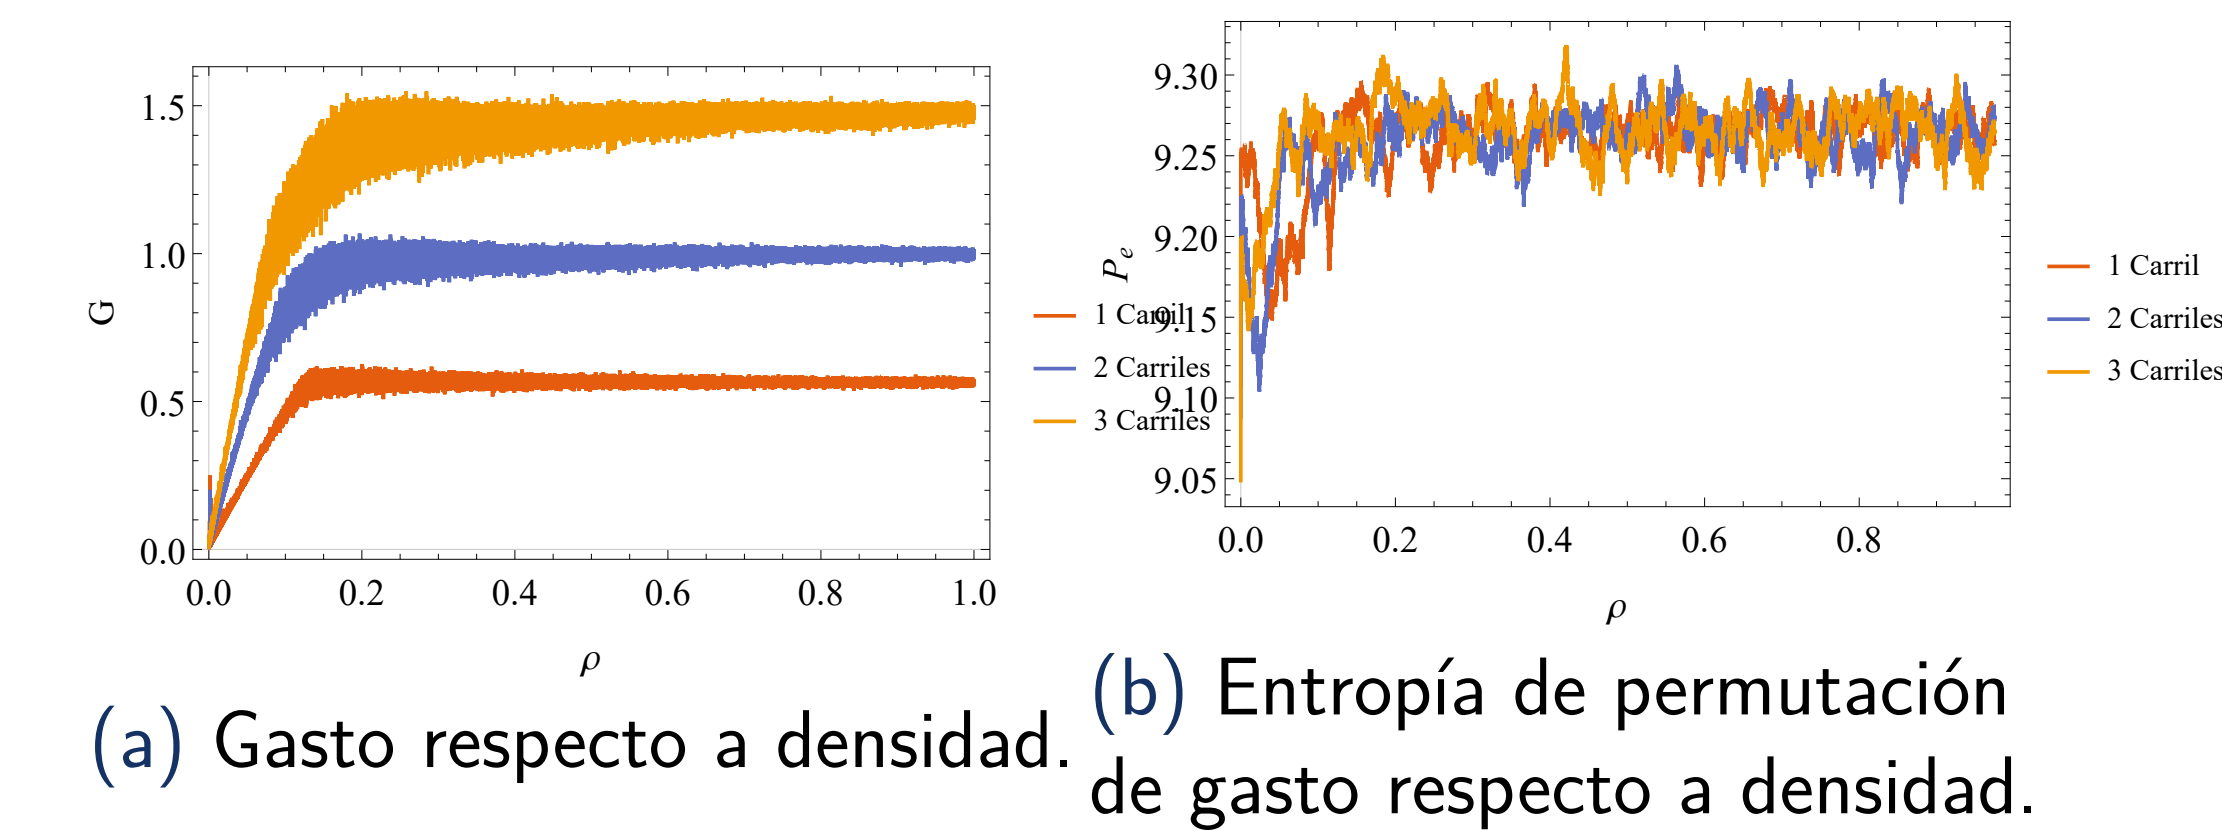 G
1.5
1.0
0.5
0.0
0.0 0.2 0.4 0.6 0.8 1.0
ρ
1 Carril
2 Carriles
3 Carriles
(a) Gasto respecto a densidad.
P e
9.30
9.25
9.20
9.15
9.10
9.05
0.0 0.2 0.4 0.6 0.8
ρ
1 Carril
2 Carriles
3 Carriles
(b) Entropía de permutación
de gasto respecto a densidad.